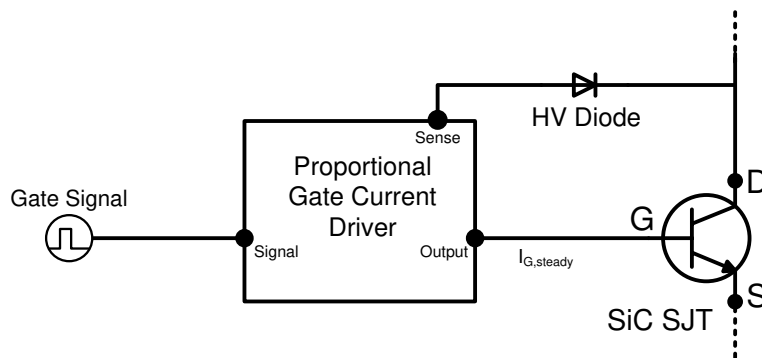 HV Diode
Sense
Proportional
Gate Current
Driver
Gate Signal
Signal
Output
I_G,steady
G
D
S
SiC SJT